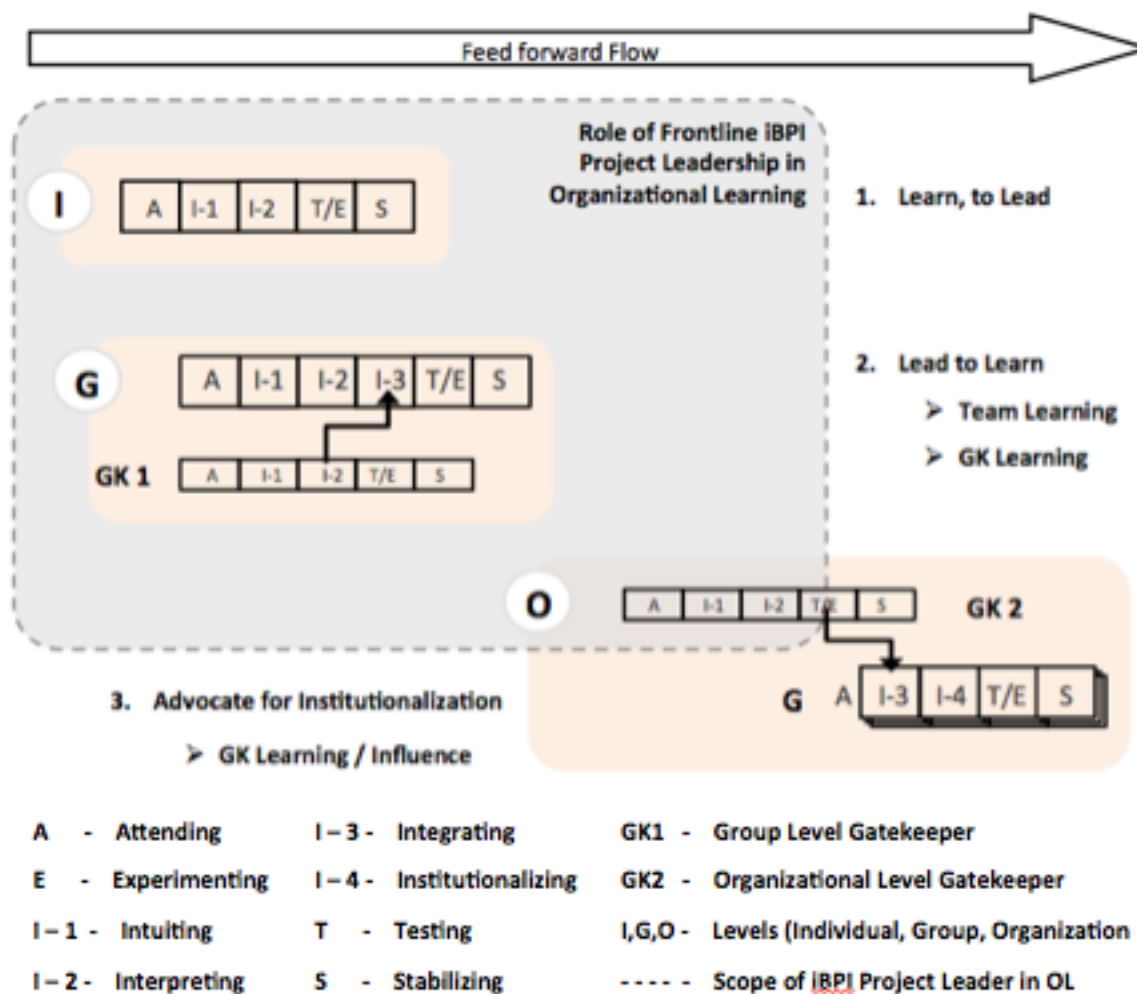 Feed forward Flow
Role of Frontline iBPI
Project Leadership in
Organizational Learning
I
A I-1 I-2 T/E S
1. Learn, to Lead
G
A I-1 I-2 I-3 T/E S
GK 1
A I-1 I-2 T/E S
2. Lead to Learn
➢ Team Learning
➢ GK Learning
O
A I-1 I-2 T/E S
GK 2
G
A I-3 I-4 T/E S
3. Advocate for Institutionalization
➢ GK Learning / Influence
A - Attending I – 3 - Integrating GK1 - Group Level Gatekeeper
E - Experimenting I – 4 - Institutionalizing GK2 - Organizational Level Gatekeeper
I – 1 - Intuiting T - Testing I,G,O - Levels (Individual, Group, Organization
I – 2 - Interpreting S - Stabilizing - - - - Scope of iBPI Project Leader in OL